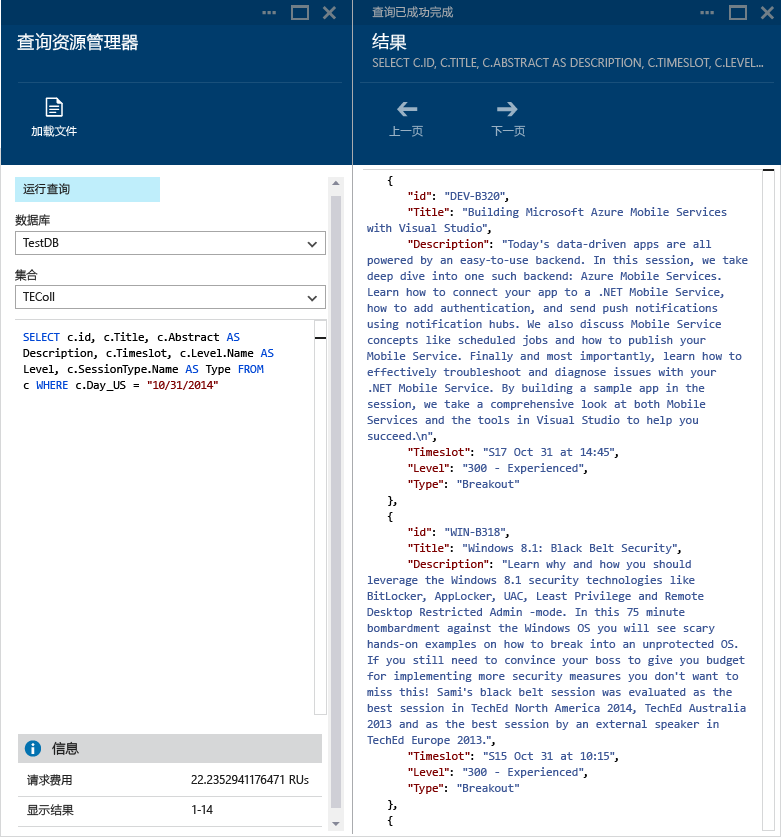 查询资源管理器
加载文件
运行查询
数据库
TestDB
集合
TEColl
SELECT c.id, c.Title, c.Abstract AS
Description, c.Timeslot, c.Level.Name AS
Level, c.SessionType.Name AS Type FROM
c WHERE c.Day_US = "10/31/2014"
信息
请求费用 22.2352941176471 RUs
显示结果 1-14
查询已成功完成
结果
SELECT C.ID, C.TITLE, C.ABSTRACT AS DESCRIPTION, C.TIMESLOT, C.LEVEL...
上一页 下一页
{
"id": "DEV-B320",
"Title": "Building Microsoft Azure Mobile Services
with Visual Studio",
"Description": "Today's data-driven apps are all
powered by an easy-to-use backend. In this session, we take
deep dive into one such backend: Azure Mobile Services.
Learn how to connect your app to a .NET Mobile Service,
how to add authentication, and send push notifications
using notification hubs. We also discuss Mobile Service
concepts like scheduled jobs and how to publish your
Mobile Service. Finally and most importantly, learn how to
effectively troubleshoot and diagnose issues with your
.NET Mobile Service. By building a sample app in the
session, we take a comprehensive look at both Mobile
Services and the tools in Visual Studio to help you
succeed.\n",
"Timeslot": "S17 Oct 31 at 14:45",
"Level": "300 - Experienced",
"Type": "Breakout"
},
{
"id": "WIN-B318",
"Title": "Windows 8.1: Black Belt Security",
"Description": "Learn why and how you should
leverage the Windows 8.1 security technologies like
BitLocker, AppLocker, UAC, Least Privilege and Remote
Desktop Restricted Admin -mode. In this 75 minute
bombardment against the Windows OS you will see scary
hands-on examples on how to break into an unprotected OS.
If you still need to convince your boss to give you budget
for implementing more security measures you don't want to
miss this! Sami's black belt session was evaluated as the
best session in TechEd North America 2014, TechEd Australia
2013 and as the best session by an external speaker in
TechEd Europe 2013.",
"Timeslot": "S15 Oct 31 at 10:15",
"Level": "300 - Experienced",
"Type": "Breakout"
},
{